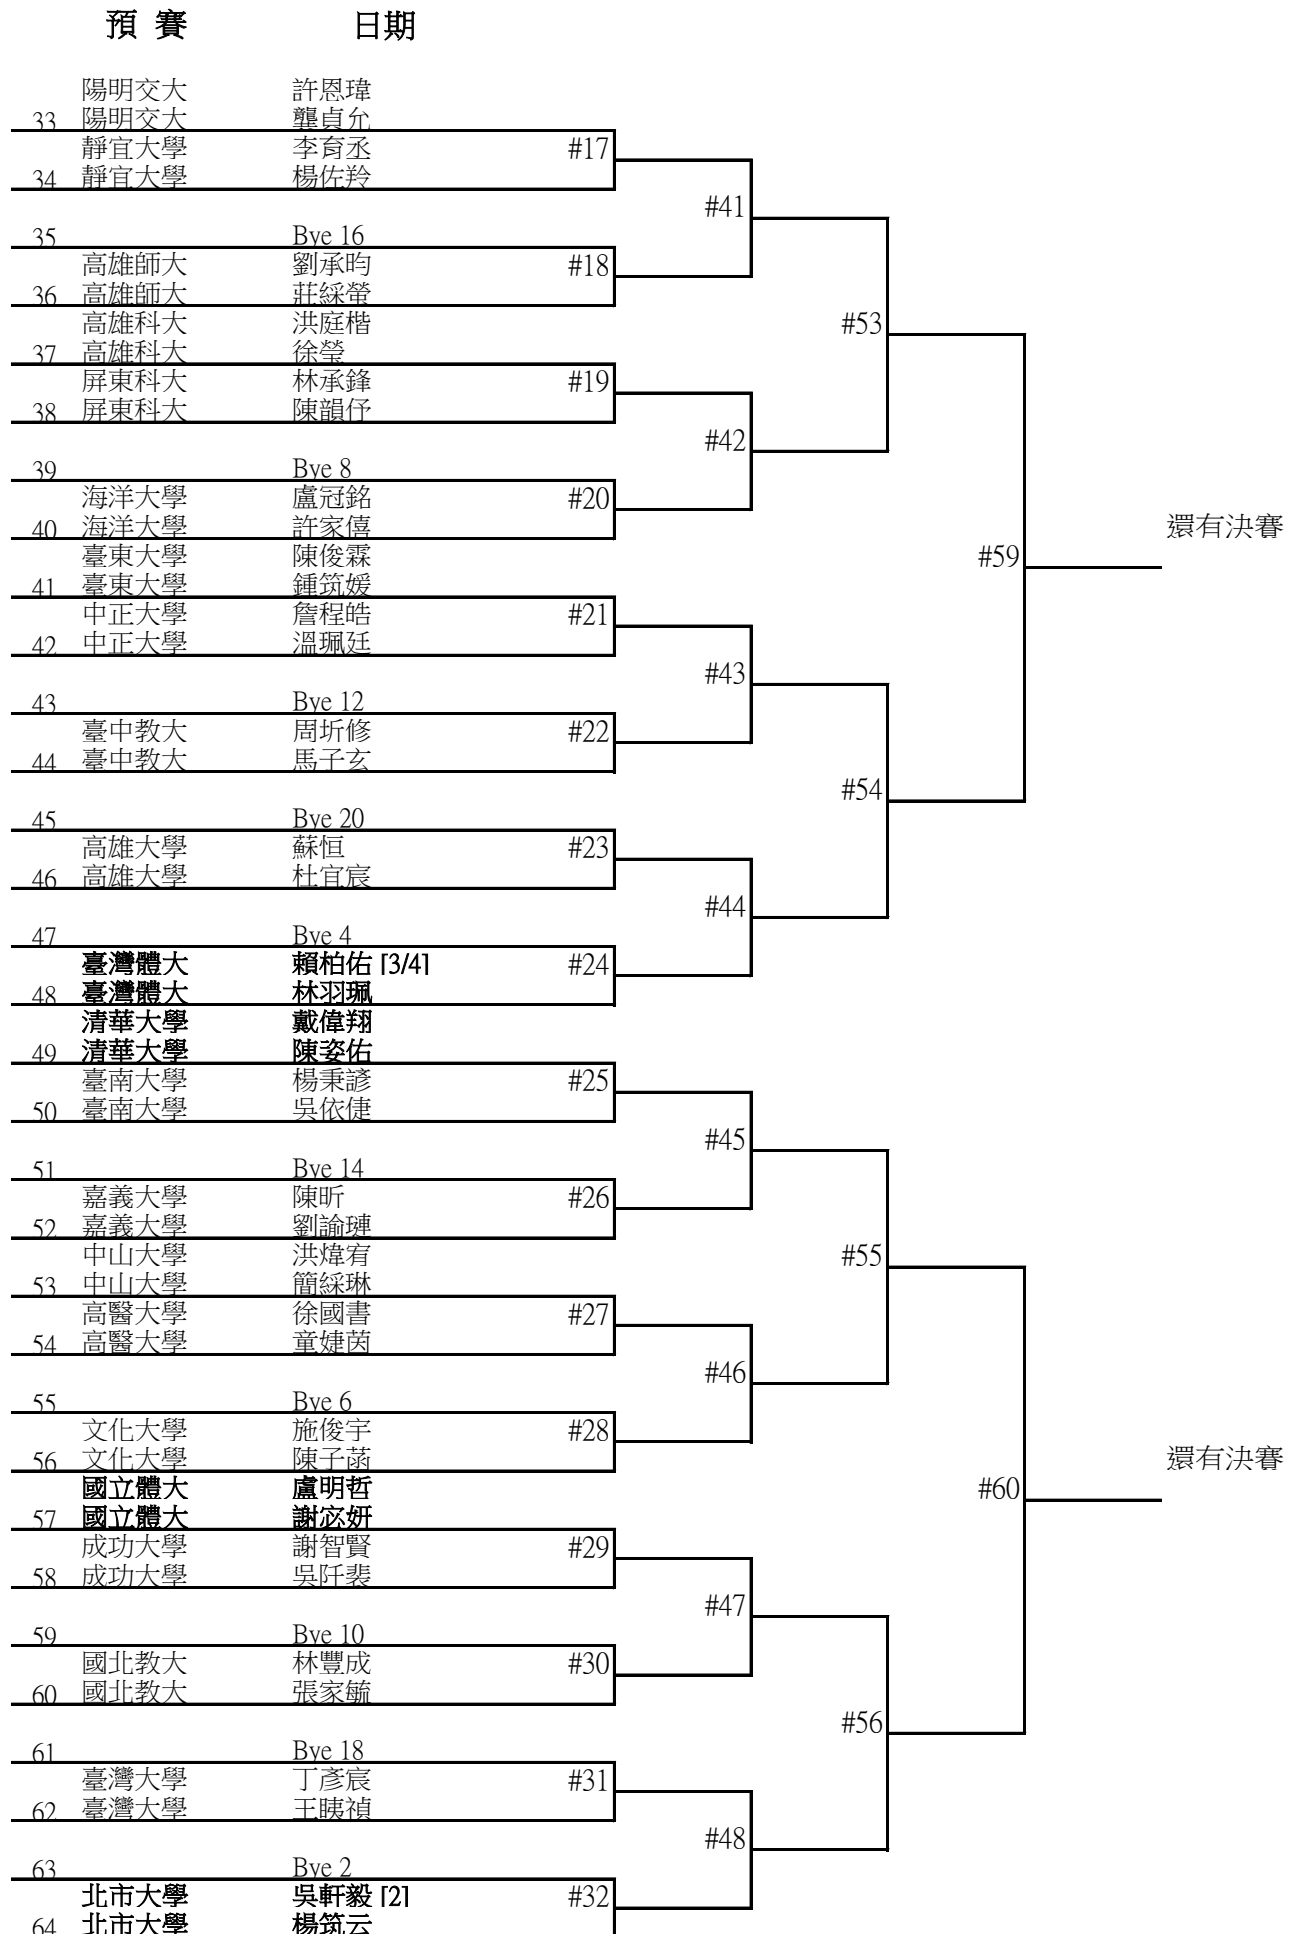 預 賽 日期
陽明交大 許恩瑋
33 陽明交大 龔貞允
靜宜大學 李育丞 #17
34 靜宜大學 楊佐羚
#41
35 Bye 16
高雄師大 劉承昀 #18
36 高雄師大 莊綵螢
高雄科大 洪庭楷 #53
37 高雄科大 徐瑩
屏東科大 林承鋒 #19
38 屏東科大 陳韻伃
#42
39 Bye 8
海洋大學 盧冠銘 #20
40 海洋大學 許家僖 還有決賽
臺東大學 陳俊霖 #59
41 臺東大學 鍾筑媛
中正大學 詹程皓 #21
42 中正大學 溫珮廷
#43
43 Bye 12
臺中教大 周圻修 #22
44 臺中教大 馬子玄
#54
45 Bye 20
高雄大學 蘇恒 #23
46 高雄大學 杜宜宸
#44
47 Bye 4
臺灣體大 賴柏佑 [3/4] #24
48 臺灣體大 林羽珮
清華大學 戴偉翔
49 清華大學 陳姿佑
臺南大學 楊秉諺 #25
50 臺南大學 吳依倢
#45
51 Bye 14
嘉義大學 陳昕 #26
52 嘉義大學 劉諭璉
中山大學 洪煒宥 #55
53 中山大學 簡綵琳
高醫大學 徐國書 #27
54 高醫大學 童婕茵
#46
55 Bye 6
文化大學 施俊宇 #28
56 文化大學 陳子菡 還有決賽
國立體大 盧明哲 #60
57 國立體大 謝宓妍
成功大學 謝智賢 #29
58 成功大學 吳阡裴
#47
59 Bye 10
國北教大 林豐成 #30
60 國北教大 張家毓
#56
61 Bye 18
臺灣大學 丁彥宸 #31
62 臺灣大學 王䀢禎
#48
63 Bye 2
北市大學 吳軒毅 [2] #32
64 北市大學 楊筑云